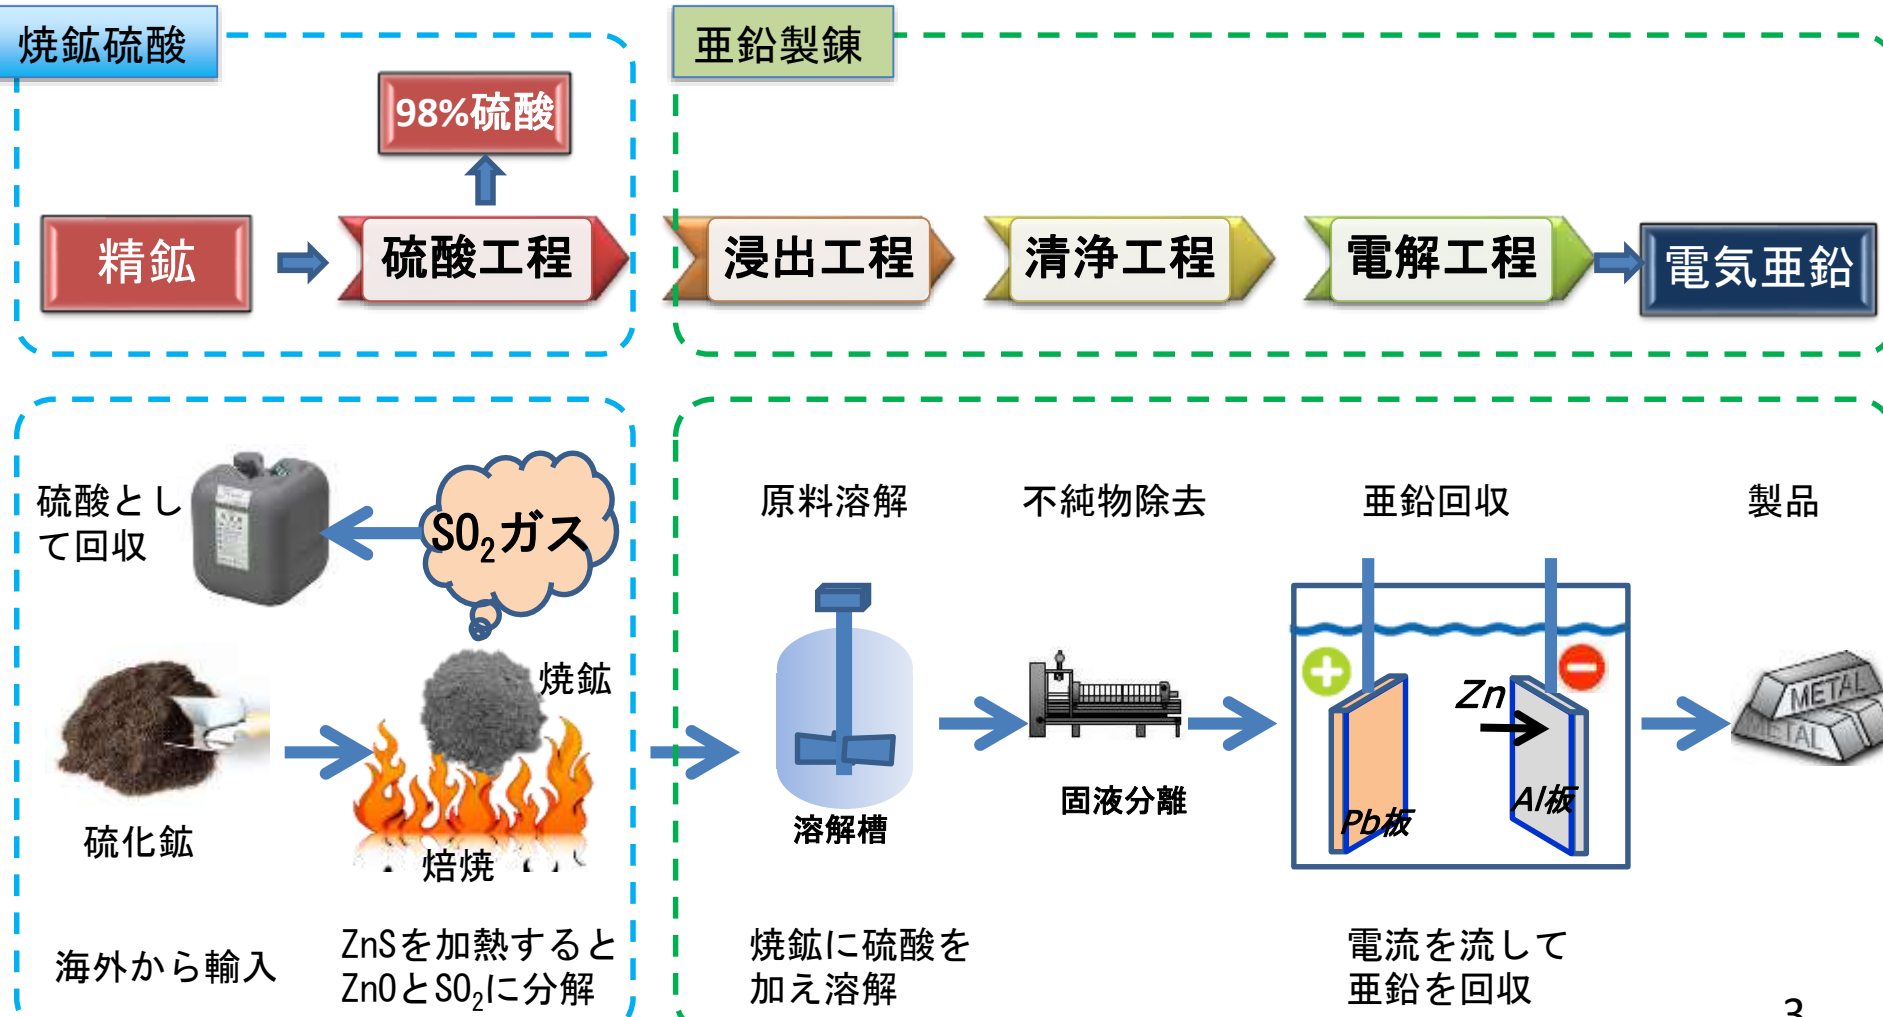 焼鉱硫酸
亜鉛製錬
98%硫酸
精鉱
硫酸工程
浸出工程
清浄工程
電解工程
電気亜鉛
硫酸とし
て回収
SO₂ガス
原料溶解
不純物除去
亜鉛回収
製品
焼鉱
Zn
METAL
METAL
硫化鉱
焙焼
溶解槽
固液分離
Pb板
Al板
海外から輸入
ZnSを加熱すると
ZnOとSO₂に分解
焼鉱に硫酸を
加え溶解
電流を流して
亜鉛を回収
3